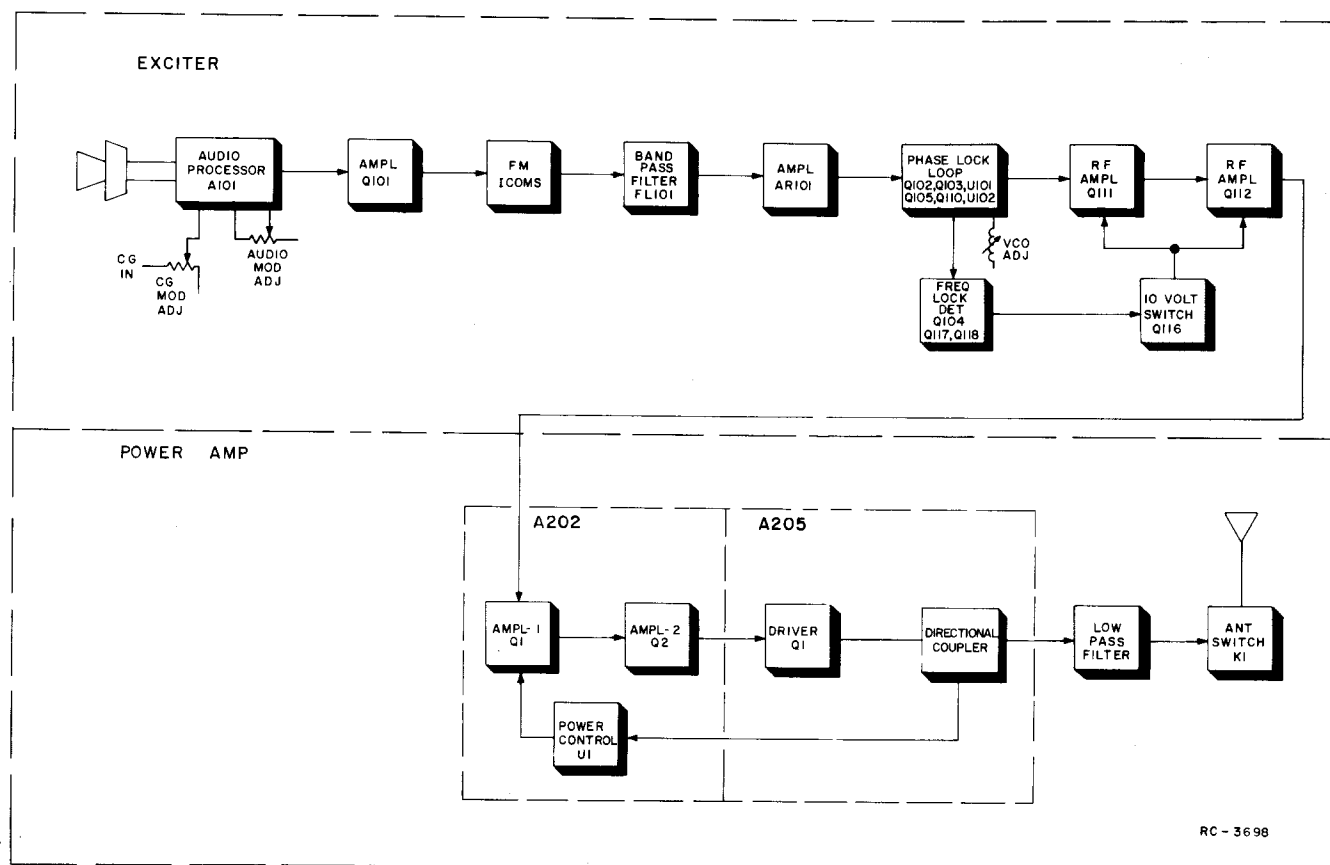 EXCITER
AUDIO
PROCESSOR
A101
AMPL
Q101
FM
ICOMS
BAND
PASS
FILTER
FL101
AMPL
AR101
PHASE LOCK
LOOP
Q102,Q103,U101
Q105,Q110,U102
RF
AMPL
Q111
RF
AMPL
Q112
CG
IN
CG
MOD
ADJ
AUDIO
MOD
ADJ
VCO
ADJ
FREQ
LOCK
DET
Q104
Q117,Q118
10 VOLT
SWITCH
Q116
POWER AMP
A202
A205
AMPL-1
Q1
AMPL-2
Q2
DRIVER
Q1
DIRECTIONAL
COUPLER
LOW
PASS
FILTER
ANT
SWITCH
K1
POWER
CONTROL
U1
RC-3698